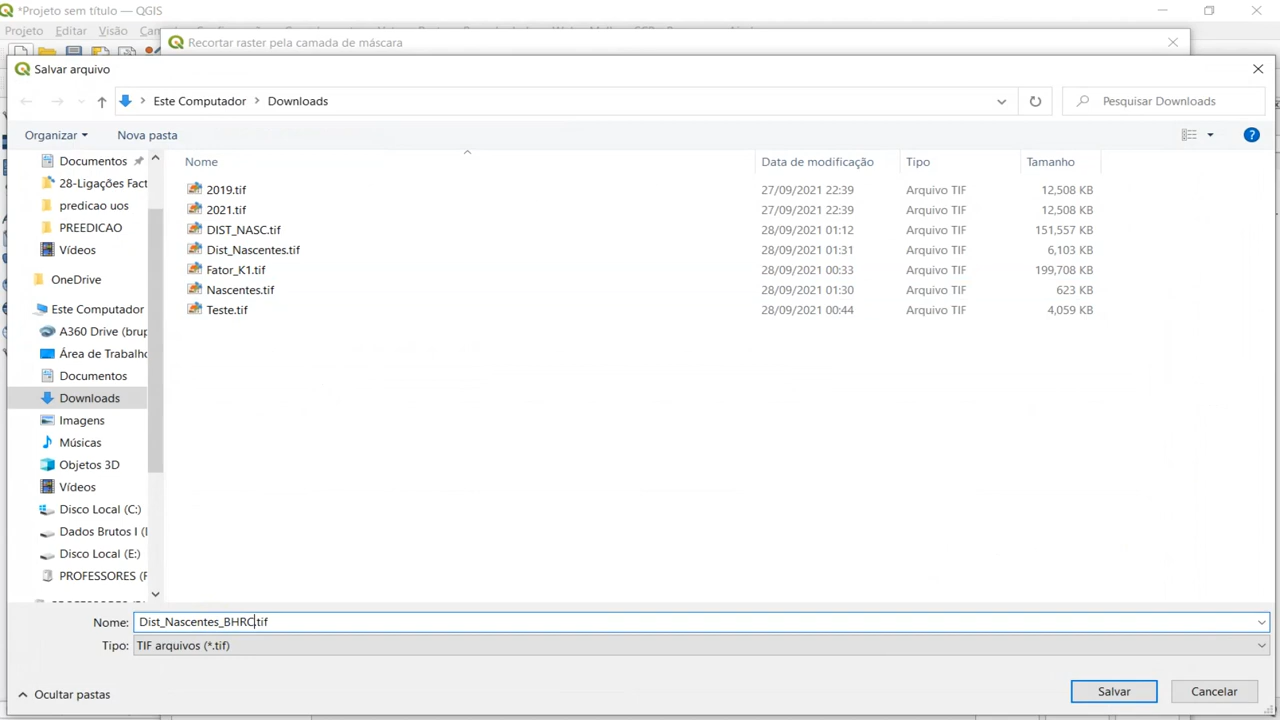 *Projeto sem título — QGIS
Projeto Editar Visão
Recortar raster pela camada de máscara
Salvar arquivo
Este Computador > Downloads
Pesquisar Downloads
Organizar Nova pasta
Nome Data de modificação Tipo Tamanho
Documentos
28-Ligações Fact
predicao uos
PREEDICAO
Vídeos
OneDrive
Este Computador
A360 Drive (brup
Área de Trabalho
Documentos
Downloads
Imagens
Músicas
Objetos 3D
Vídeos
Disco Local (C:)
Dados Brutos I (
Disco Local (E:)
PROFESSORES (F
2019.tif 27/09/2021 22:39 Arquivo TIF 12,508 KB
2021.tif 27/09/2021 22:39 Arquivo TIF 12,508 KB
DIST_NASC.tif 28/09/2021 01:12 Arquivo TIF 151,557 KB
Dist_Nascentes.tif 28/09/2021 01:31 Arquivo TIF 6,103 KB
Fator_K1.tif 28/09/2021 00:33 Arquivo TIF 199,708 KB
Nascentes.tif 28/09/2021 01:30 Arquivo TIF 623 KB
Teste.tif 28/09/2021 00:44 Arquivo TIF 4,059 KB
Nome: Dist_Nascentes_BHRC.tif
Tipo: TIF arquivos (*.tif)
Ocultar pastas
Salvar Cancelar